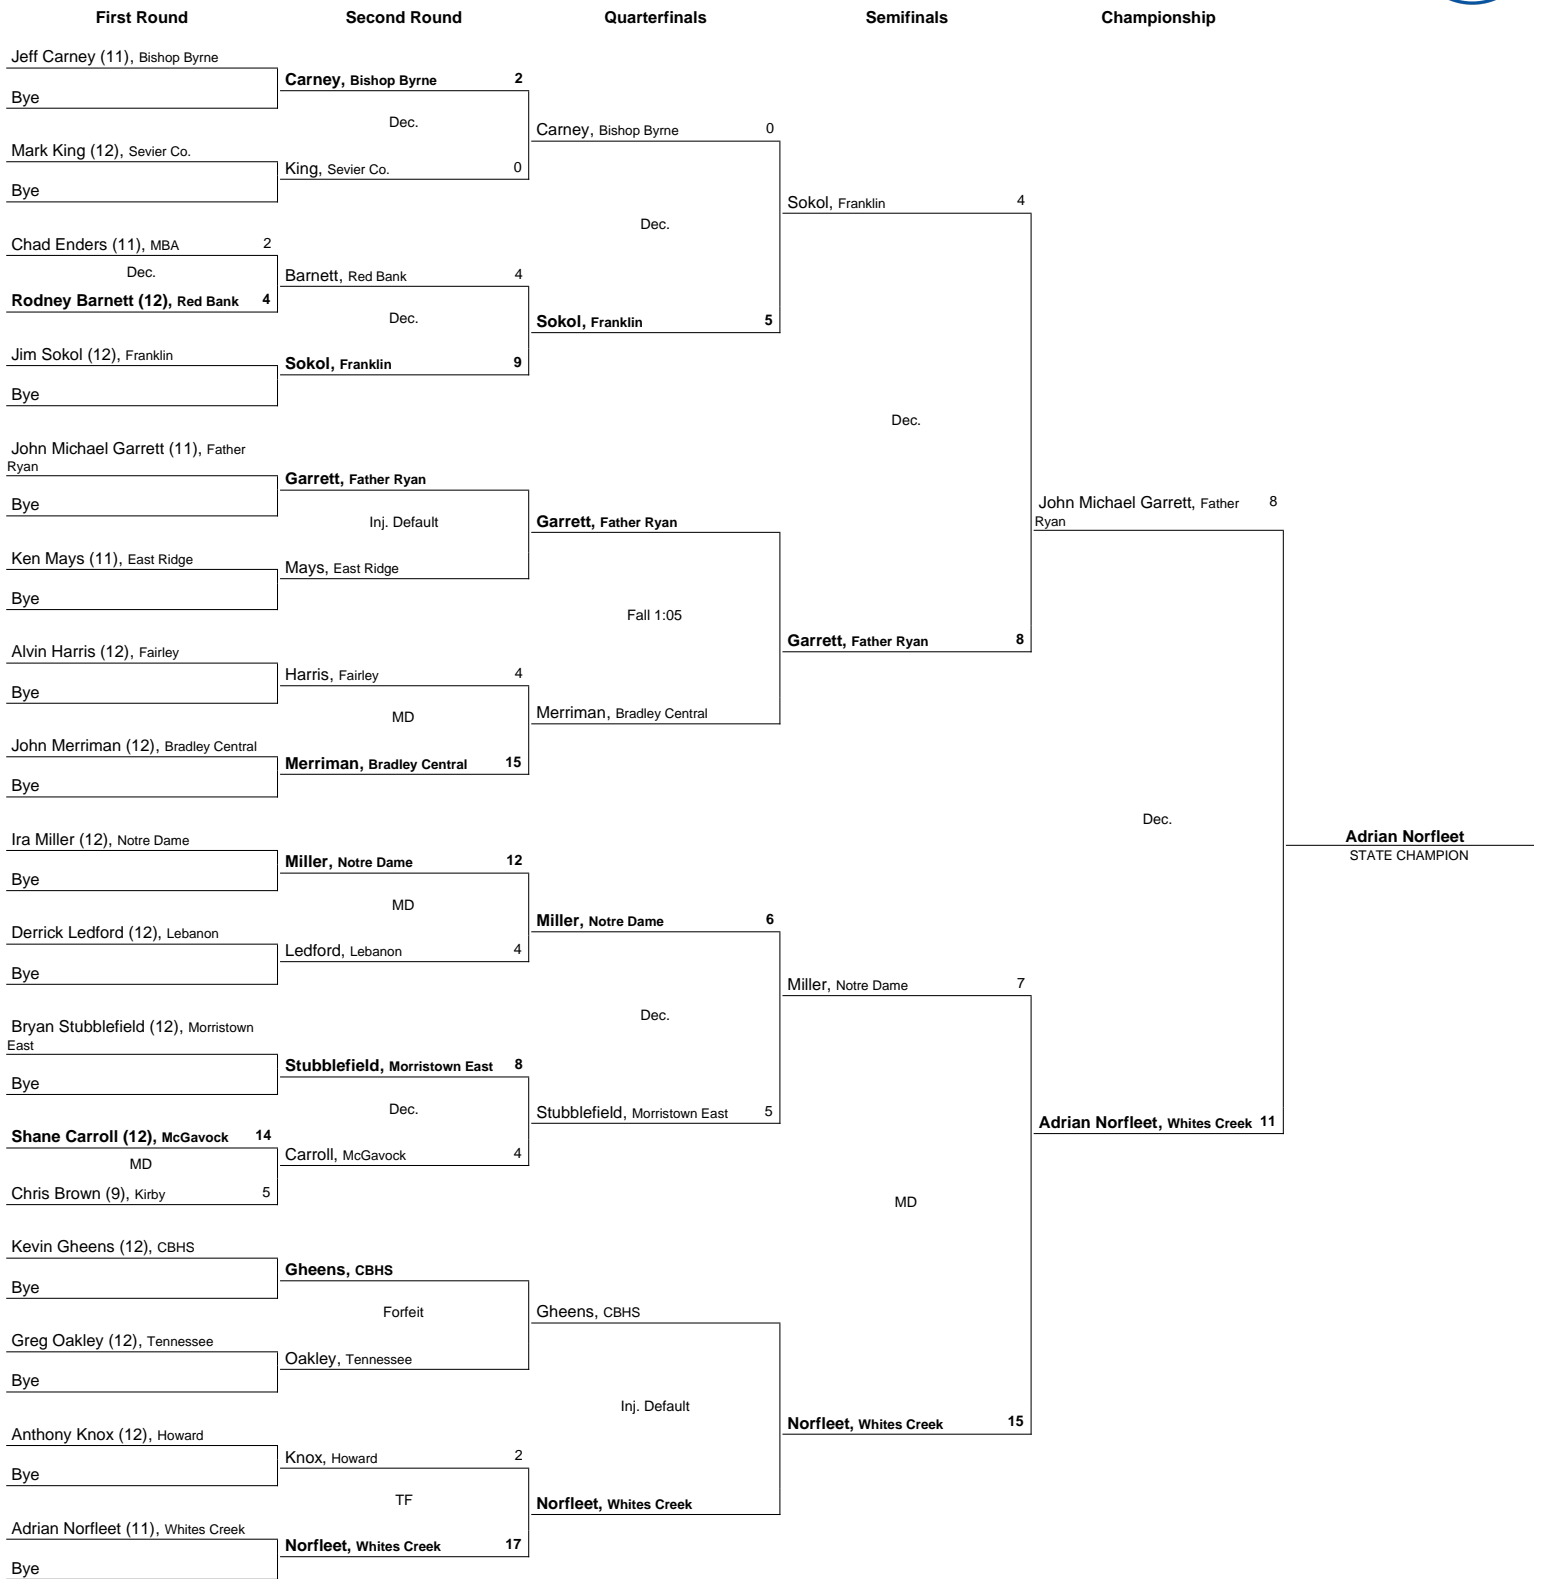 First Round
Second Round
Quarterfinals
Semifinals
Championship
Jeff Carney (11), Bishop Byrne
Bye
Mark King (12), Sevier Co.
Bye
Chad Enders (11), MBA 2
Dec.
Rodney Barnett (12), Red Bank 4
Jim Sokol (12), Franklin
Bye
John Michael Garrett (11), Father
Ryan
Bye
Ken Mays (11), East Ridge
Bye
Alvin Harris (12), Fairley
Bye
John Merriman (12), Bradley Central
Bye
Ira Miller (12), Notre Dame
Bye
Derrick Ledford (12), Lebanon
Bye
Bryan Stubblefield (12), Morristown
East
Bye
Shane Carroll (12), McGavock 14
MD
Chris Brown (9), Kirby 5
Kevin Gheens (12), CBHS
Bye
Greg Oakley (12), Tennessee
Bye
Anthony Knox (12), Howard
Bye
Adrian Norfleet (11), Whites Creek
Bye
Carney, Bishop Byrne 2
Dec.
King, Sevier Co. 0
Barnett, Red Bank 4
Dec.
Sokol, Franklin 9
Garrett, Father Ryan
Inj. Default
Mays, East Ridge
Harris, Fairley 4
MD
Merriman, Bradley Central 15
Miller, Notre Dame 12
MD
Ledford, Lebanon 4
Stubblefield, Morristown East 8
Dec.
Carroll, McGavock 4
Gheens, CBHS
Forfeit
Oakley, Tennessee
Knox, Howard 2
TF
Norfleet, Whites Creek 17
Carney, Bishop Byrne 0
Dec.
Sokol, Franklin 5
Garrett, Father Ryan
Fall 1:05
Merriman, Bradley Central
Miller, Notre Dame 6
Dec.
Stubblefield, Morristown East 5
Gheens, CBHS
Inj. Default
Norfleet, Whites Creek
Sokol, Franklin 4
Dec.
Garrett, Father Ryan 8
Miller, Notre Dame 7
MD
Norfleet, Whites Creek 15
John Michael Garrett, Father 8
Ryan
Dec.
Adrian Norfleet, Whites Creek 11
Adrian Norfleet
STATE CHAMPION